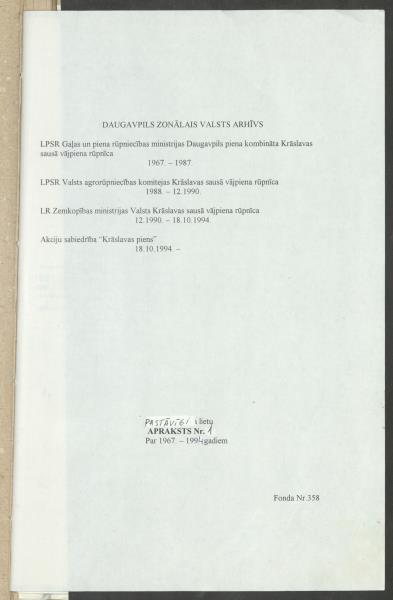 DAUGAVPILS ZONĀLAIS VALSTS ARHĪVS
LPSR Gaļas un piena rūpniecības ministrijas Daugavpils piena kombināta Krāslavas
sausā vājpiena rūpnīca
1967. – 1987.
LPSR Valsts agrorūpniecības komitejas Krāslavas sausā vājpiena rūpnīca
1988. – 12.1990.
LR Zemkopības ministrijas Valsts Krāslavas sausā vājpiena rūpnīca
12.1990. – 18.10.1994.
Akciju sabiedrība "Krāslavas piens"
18.10.1994. –
PASTĀVĪGI lietu
APRAKSTS Nr. 1
Par 1967. – 1994 gadiem
Fonda Nr.358